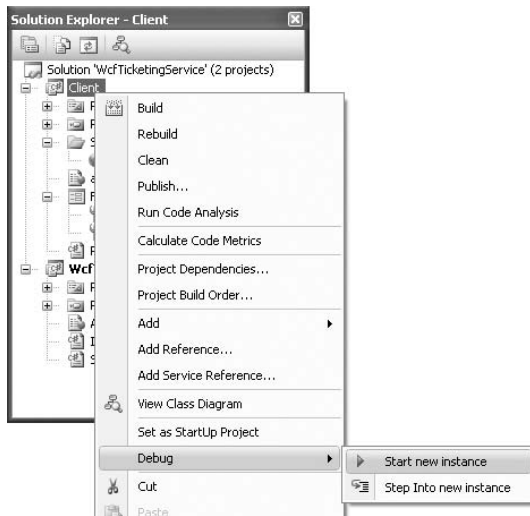 Solution Explorer - Client
Solution 'WcfTicketingService' (2 projects)
Client
Wcf
Build
Rebuild
Clean
Publish...
Run Code Analysis
Calculate Code Metrics
Project Dependencies...
Project Build Order...
Add
Add Reference...
Add Service Reference...
View Class Diagram
Set as StartUp Project
Debug
Start new instance
Step Into new instance
Cut
Paste